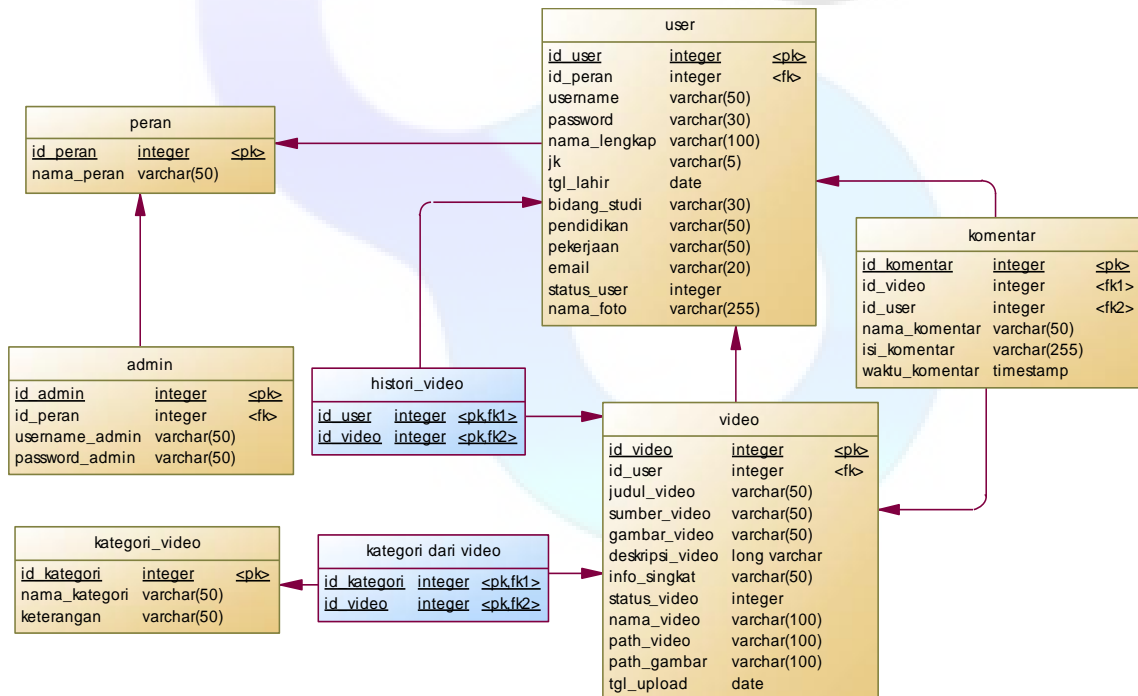 user
id_user integer <pk>
id_peran integer <fk>
username varchar(50)
password varchar(30)
nama_lengkap varchar(100)
jk varchar(5)
tgl_lahir date
bidang_studi varchar(30)
pendidikan varchar(50)
pekerjaan varchar(50)
email varchar(20)
status_user integer
nama_foto varchar(255)
peran
id_peran integer <pk>
nama_peran varchar(50)
komentar
id_komentar integer <pk>
id_video integer <fk1>
id_user integer <fk2>
nama_komentar varchar(50)
isi_komentar varchar(255)
waktu_komentar timestamp
admin
id_admin integer <pk>
id_peran integer <fk>
username_admin varchar(50)
password_admin varchar(50)
histori_video
id_user integer <pk,fk1>
id_video integer <pk,fk2>
video
id_video integer <pk>
id_user integer <fk>
judul_video varchar(50)
sumber_video varchar(50)
gambar_video varchar(50)
deskripsi_video long varchar
info_singkat varchar(50)
status_video integer
nama_video varchar(100)
path_video varchar(100)
path_gambar varchar(100)
tgl_upload date
kategori_video
id_kategori integer <pk>
nama_kategori varchar(50)
keterangan varchar(50)
kategori dari video
id_kategori integer <pk,fk1>
id_video integer <pk,fk2>